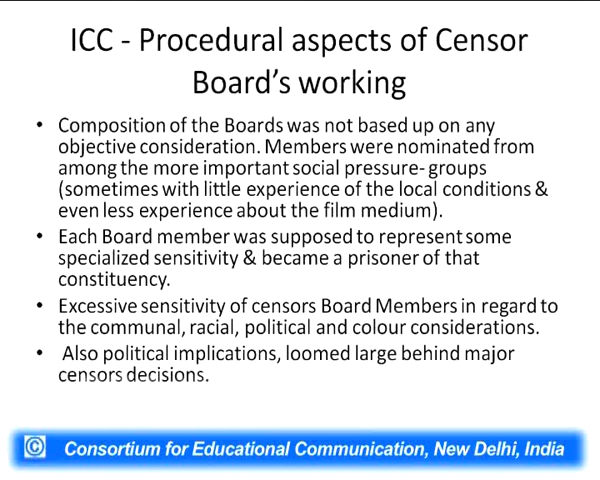 ICC - Procedural aspects of Censor
Board's working
• Composition of the Boards was not based up on any
objective consideration. Members were nominated from
among the more important social pressure- groups
(sometimes with little experience of the local conditions &
even less experience about the film medium).
• Each Board member was supposed to represent some
specialized sensitivity & became a prisoner of that
constituency.
• Excessive sensitivity of censors Board Members in regard to
the communal, racial, political and colour considerations.
• Also political implications, loomed large behind major
censors decisions.
© Consortium for Educational Communication, New Delhi, India